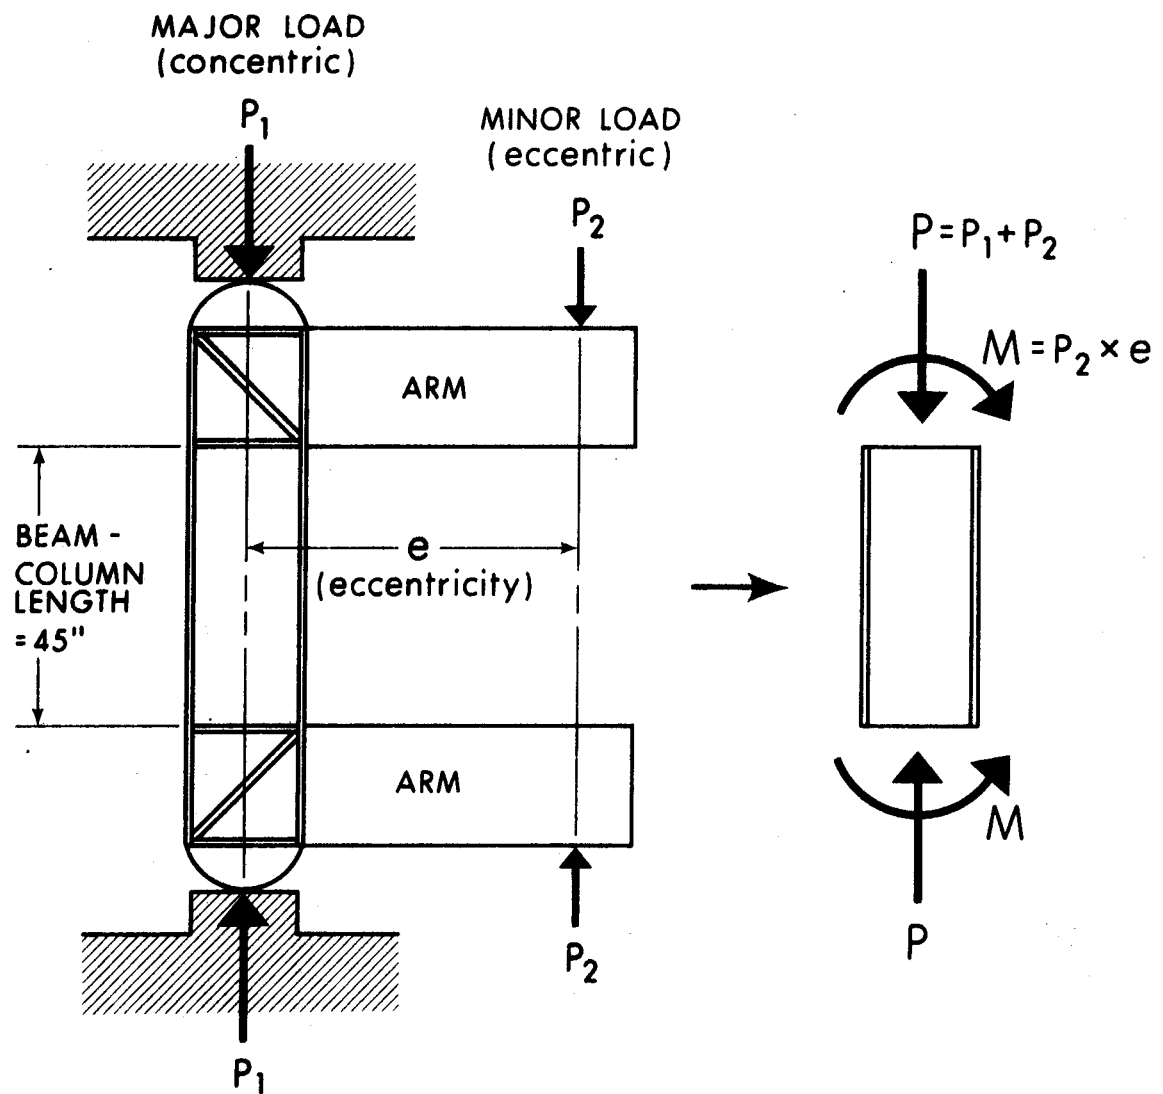 MAJOR LOAD
(concentric)
P₁
MINOR LOAD
(eccentric)
P₂
P=P₁+P₂
M=P₂×e
ARM
BEAM-
COLUMN
LENGTH
=45"
e
(eccentricity)
ARM
M
P₂
P
P₁